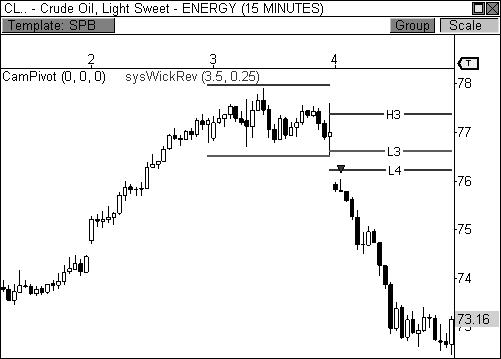 CL.. - Crude Oil, Light Sweet - ENERGY (15 MINUTES)
Template: SPB Group Scale
2 3 4 T
CamPivot (0, 0, 0) sysWickRev (3.5, 0.25)
78
H3
77
L3
L4
76
75
74
73.16
73